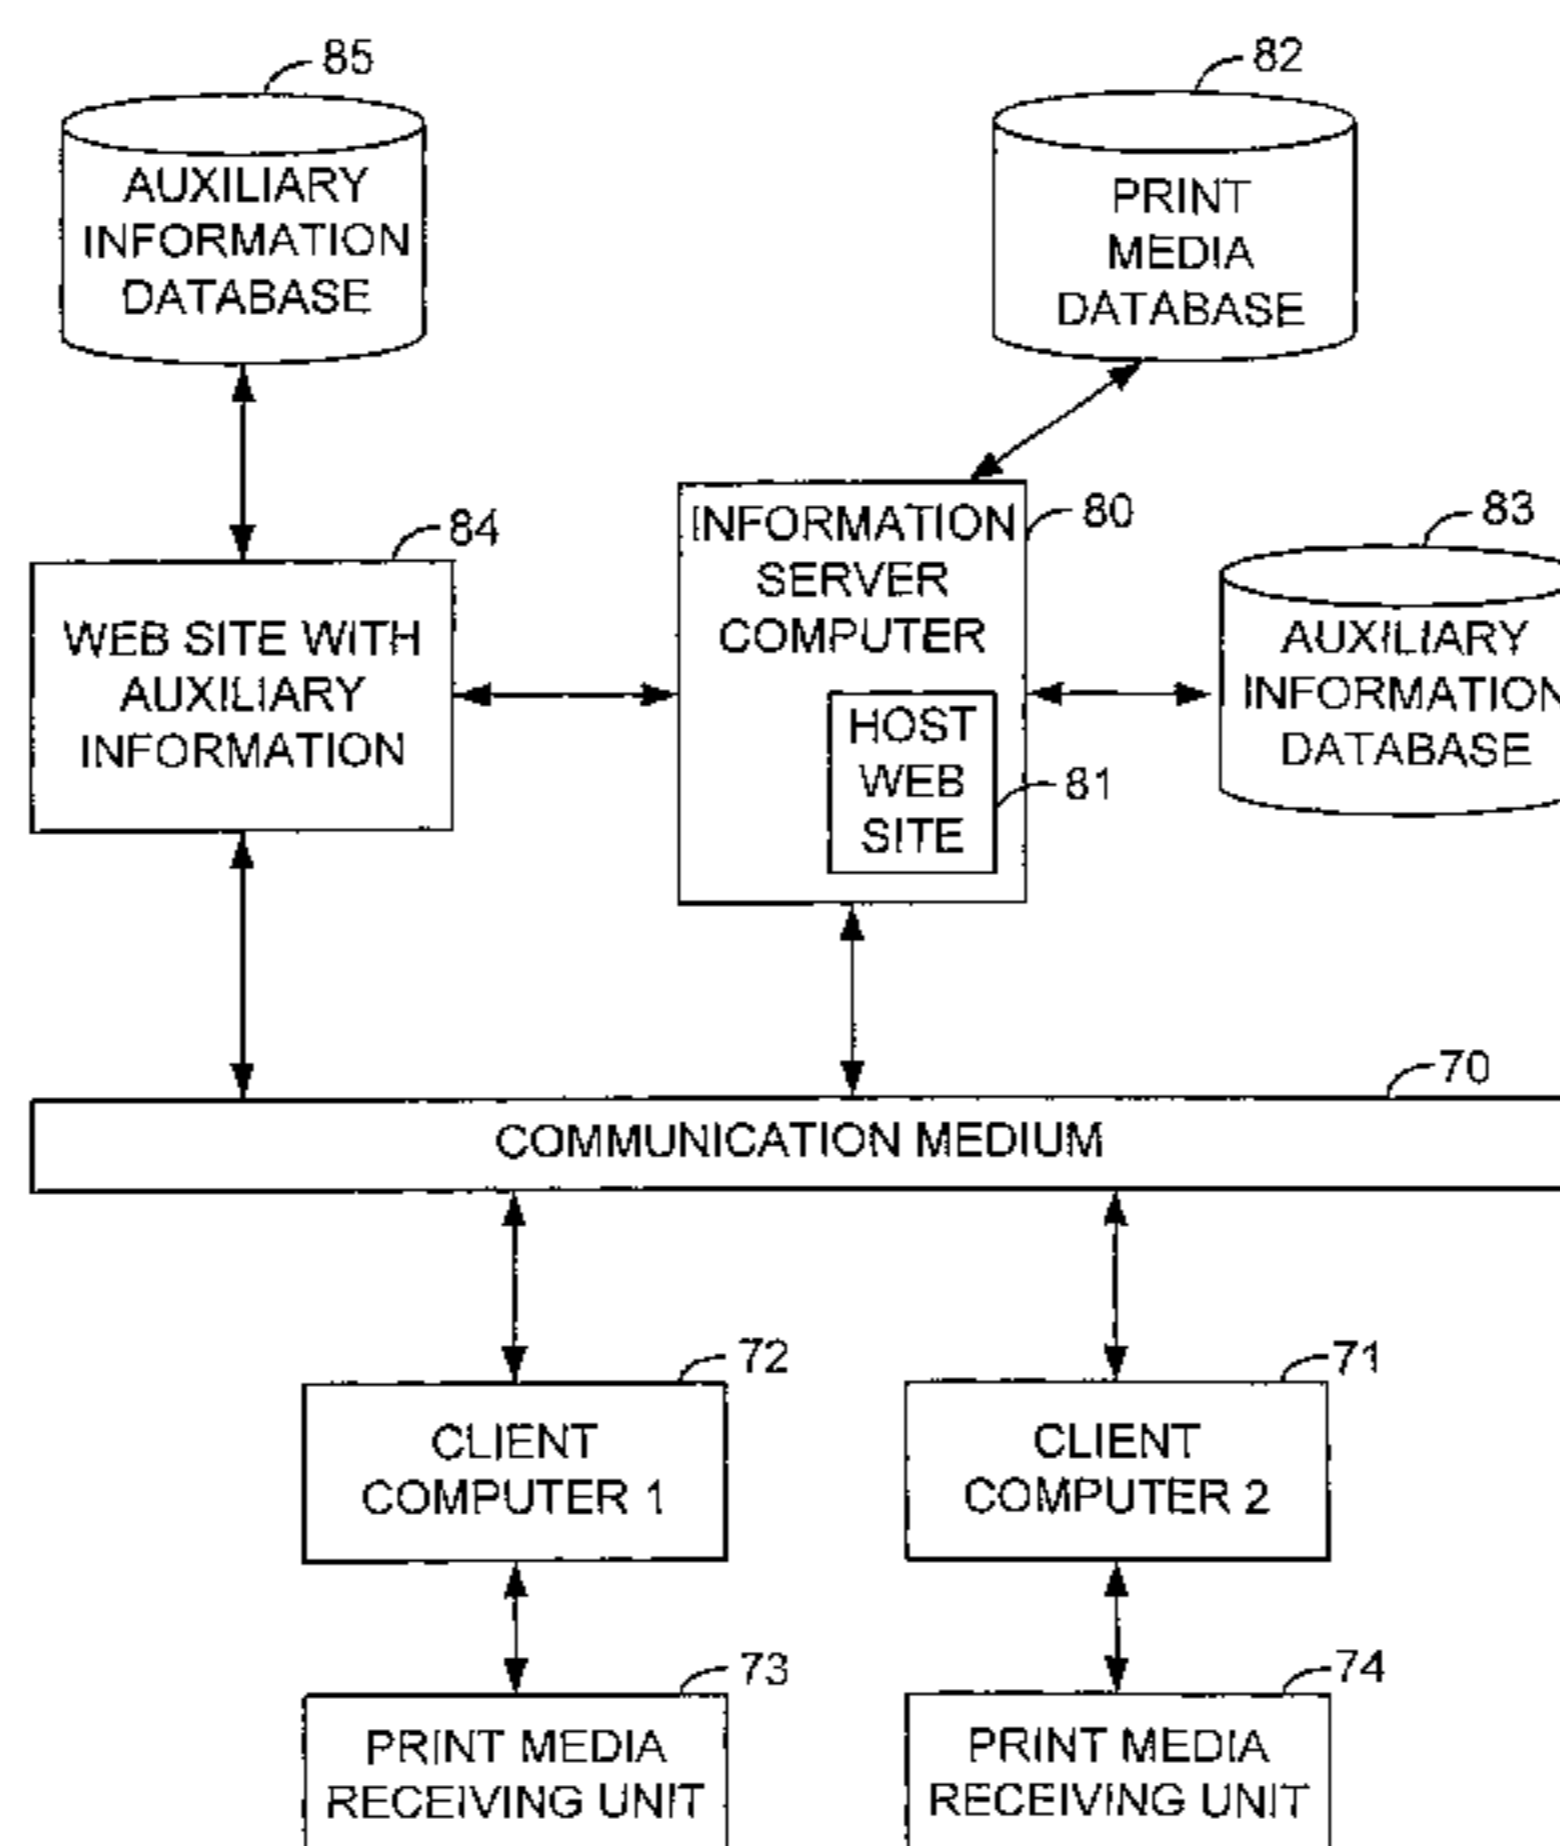 85
AUXILIARY
INFORMATION
DATABASE
82
PRINT
MEDIA
DATABASE
84
WEB SITE WITH
AUXILIARY
INFORMATION
80
INFORMATION
SERVER
COMPUTER
HOST
WEB
SITE
81
83
AUXILIARY
INFORMATION
DATABASE
70
COMMUNICATION MEDIUM
72
CLIENT
COMPUTER 1
71
CLIENT
COMPUTER 2
73
PRINT MEDIA
RECEIVING UNIT
74
PRINT MEDIA
RECEIVING UNIT